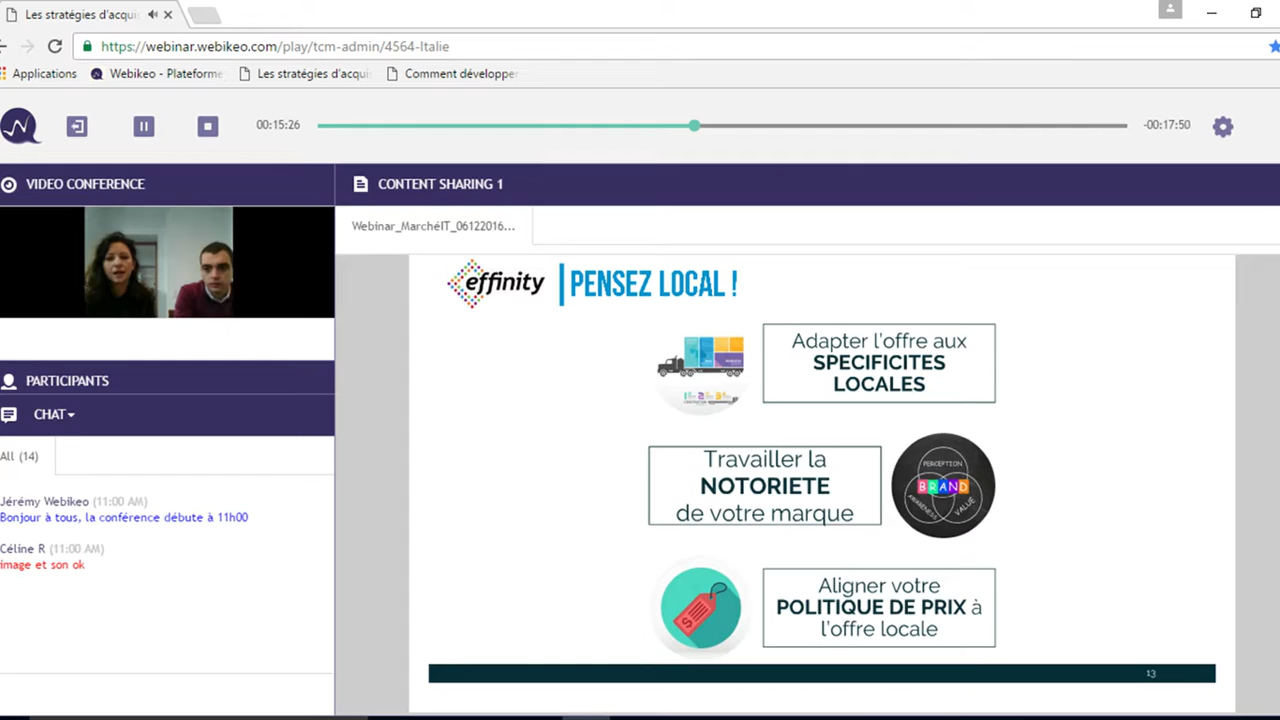 Les stratégies d'acquis
https://webinar.webikeo.com/play/tcm-admin/4564-Italie
Applications
Webikeo - Plateforme
Les stratégies d'acqui
Comment développer
00:15:26
-00:17:50
VIDEO CONFERENCE
CONTENT SHARING 1
Webinar_MarchéIT_06122016...
effinity
PENSEZ LOCAL !
Adapter l'offre aux
SPECIFICITES
LOCALES
Travailler la
NOTORIETE
de votre marque
PERCEPTION
BRAND
AWARENESS
VALUE
Aligner votre
POLITIQUE DE PRIX à
l'offre locale
13
PARTICIPANTS
CHAT
All (14)
Jérémy Webikeo (11:00 AM)
Bonjour à tous, la conférence débute à 11h00
Céline R (11:00 AM)
image et son ok